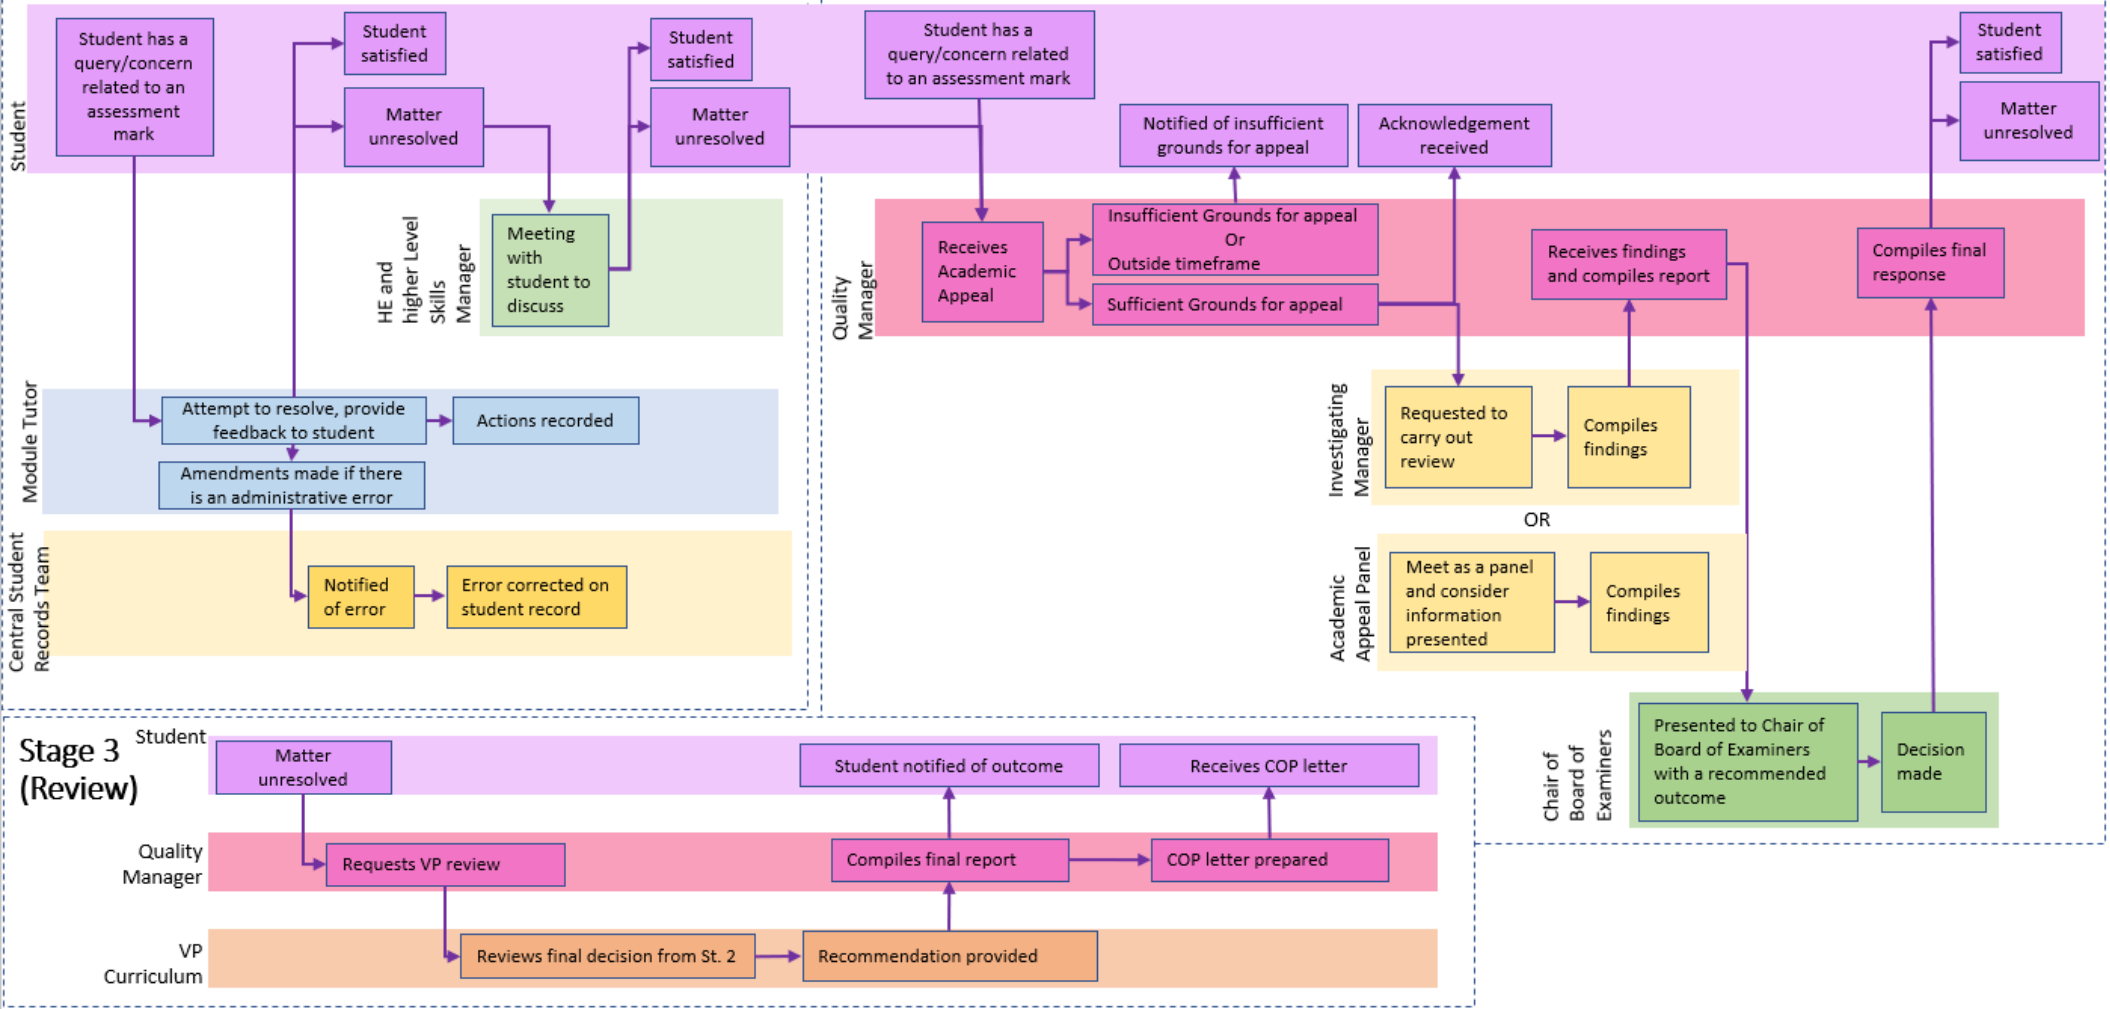 Student
Student has a
query/concern
related to an
assessment
mark
Student
satisfied
Matter
unresolved
Student
satisfied
Matter
unresolved
HE and
higher Level
Skills
Manager
Meeting
with
student to
discuss
Module Tutor
Attempt to resolve, provide
feedback to student
Actions recorded
Amendments made if there
is an administrative error
Central Student
Records Team
Notified
of error
Error corrected on
student record
Student has a
query/concern related
to an assessment mark
Notified of insufficient
grounds for appeal
Acknowledgement
received
Student
satisfied
Matter
unresolved
Quality
Manager
Receives
Academic
Appeal
Insufficient Grounds for appeal
Or
Outside timeframe
Sufficient Grounds for appeal
Receives findings
and compiles report
Compiles final
response
Investigating
Manager
Requested to
carry out
review
Compiles
findings
OR
Academic
Appeal Panel
Meet as a panel
and consider
information
presented
Compiles
findings
Chair of
Board of
Examiners
Presented to Chair of
Board of Examiners
with a recommended
outcome
Decision
made
Stage 3
(Review)
Student
Matter
unresolved
Student notified of outcome
Receives COP letter
Quality
Manager
Requests VP review
Compiles final report
COP letter prepared
VP
Curriculum
Reviews final decision from St. 2
Recommendation provided